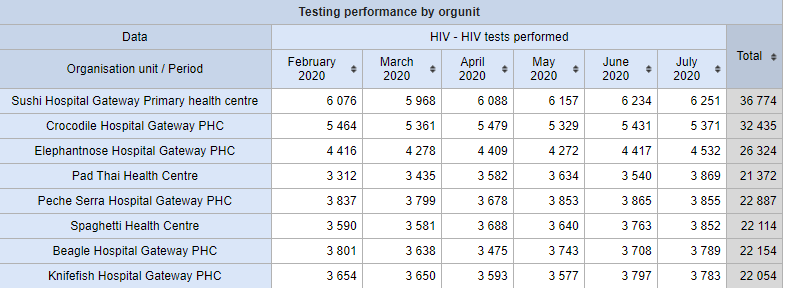 Testing performance by orgunit
Data HIV - HIV tests performed Total
Organisation unit / Period February 2020 March 2020 April 2020 May 2020 June 2020 July 2020
Sushi Hospital Gateway Primary health centre 6 076 5 968 6 088 6 157 6 234 6 251 36 774
Crocodile Hospital Gateway PHC 5 464 5 361 5 479 5 329 5 431 5 371 32 435
Elephantnose Hospital Gateway PHC 4 416 4 278 4 409 4 272 4 417 4 532 26 324
Pad Thai Health Centre 3 312 3 435 3 582 3 634 3 540 3 869 21 372
Peche Serra Hospital Gateway PHC 3 837 3 799 3 678 3 853 3 865 3 855 22 887
Spaghetti Health Centre 3 590 3 581 3 688 3 640 3 763 3 852 22 114
Beagle Hospital Gateway PHC 3 801 3 638 3 475 3 743 3 708 3 789 22 154
Knifefish Hospital Gateway PHC 3 654 3 650 3 593 3 577 3 797 3 783 22 054